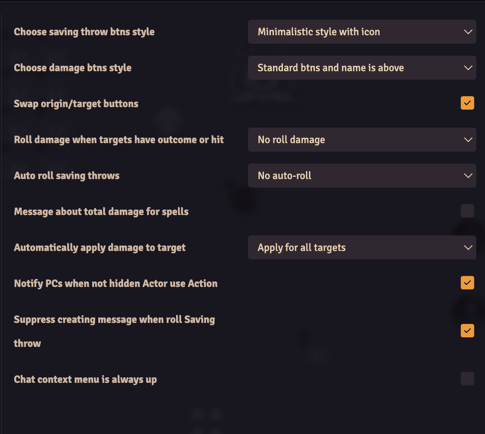 Choose saving throw btns style
Minimalistic style with icon
Choose damage btns style
Standard btns and name is above
Swap origin/target buttons
Roll damage when targets have outcome or hit
No roll damage
Auto roll saving throws
No auto-roll
Message about total damage for spells
Automatically apply damage to target
Apply for all targets
Notify PCs when not hidden Actor use Action
Suppress creating message when roll Saving
throw
Chat context menu is always up